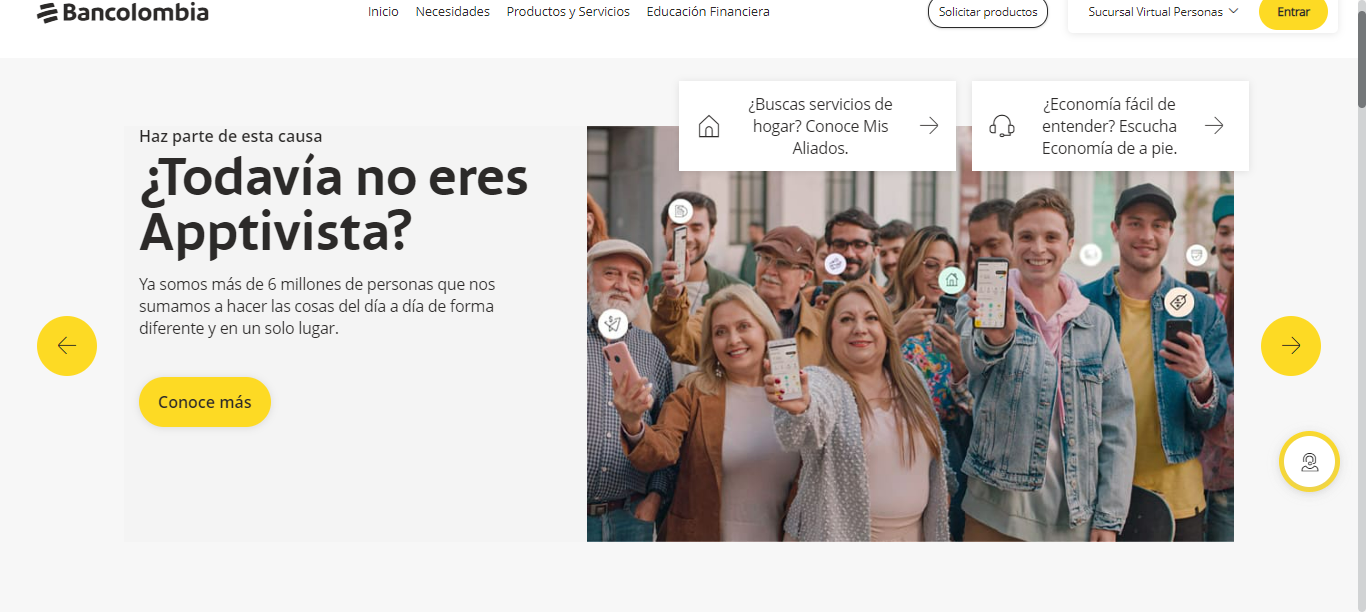 Bancolombia
Inicio
Necesidades
Productos y Servicios
Educación Financiera
Solicitar productos
Sucursal Virtual Personas
Entrar
¿Buscas servicios de
hogar? Conoce Mis
Aliados.
¿Economía fácil de
entender? Escucha
Economía de a pie.
Haz parte de esta causa
¿Todavía no eres
Apptivista?
Ya somos más de 6 millones de personas que nos
sumamos a hacer las cosas del día a día de forma
diferente y en un solo lugar.
Conoce más